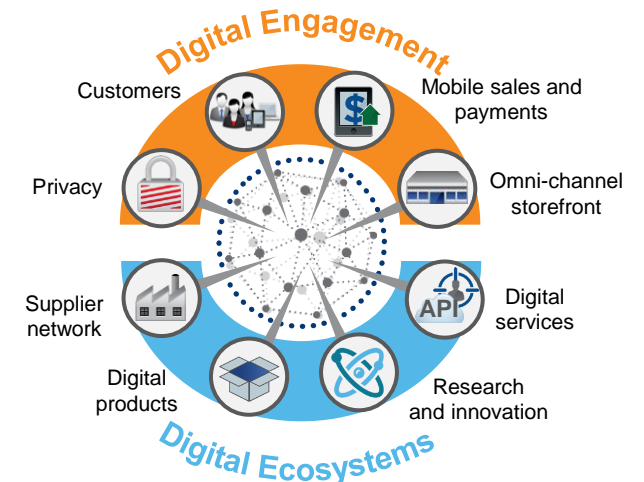 Digital Engagement
Customers
Mobile sales and
payments
$
Privacy
Omni-channel
storefront
Supplier
network
API
Digital
services
Digital
products
Research
and innovation
Digital Ecosystems